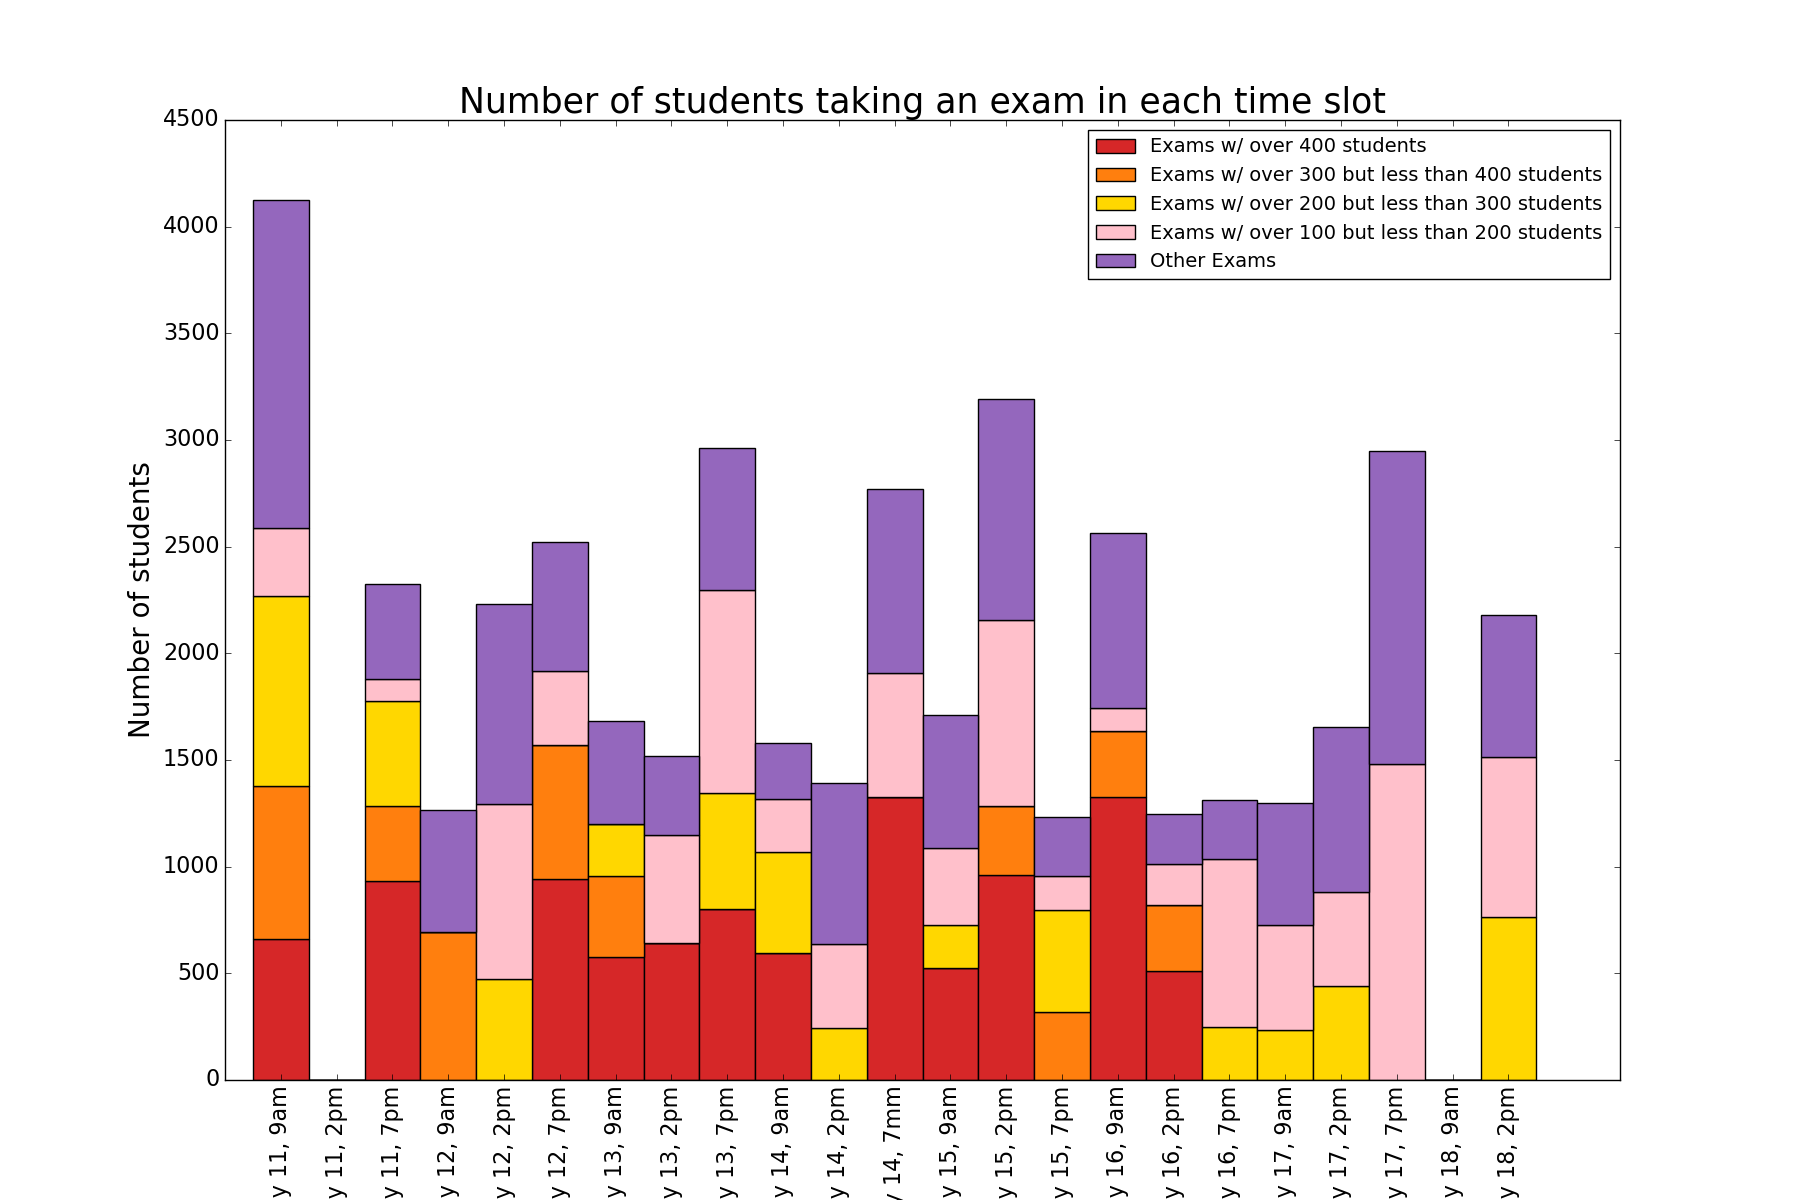 Number of students taking an exam in each time slot
Number of students
4500
4000
3500
3000
2500
2000
1500
1000
500
0
Exams w/ over 400 students
Exams w/ over 300 but less than 400 students
Exams w/ over 200 but less than 300 students
Exams w/ over 100 but less than 200 students
Other Exams
y 11, 9am
y 11, 2pm
y 11, 7pm
y 12, 9am
y 12, 2pm
y 12, 7pm
y 13, 9am
y 13, 2pm
y 13, 7pm
y 14, 9am
y 14, 2pm
y 14, 7mm
y 15, 9am
y 15, 2pm
y 15, 7pm
y 16, 9am
y 16, 2pm
y 16, 7pm
y 17, 9am
y 17, 2pm
y 17, 7pm
y 18, 9am
y 18, 2pm